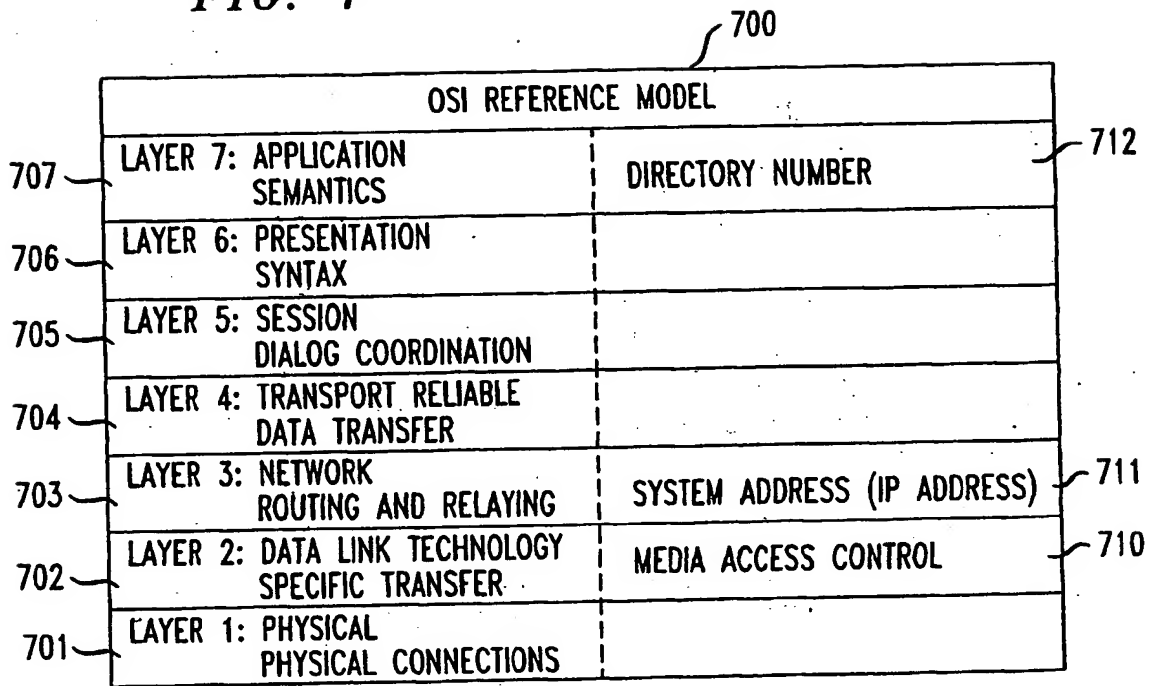 FIG. 7
700
OSI REFERENCE MODEL
707 LAYER 7: APPLICATION
SEMANTICS
DIRECTORY NUMBER 712
706 LAYER 6: PRESENTATION
SYNTAX
705 LAYER 5: SESSION
DIALOG COORDINATION
704 LAYER 4: TRANSPORT RELIABLE
DATA TRANSFER
703 LAYER 3: NETWORK
ROUTING AND RELAYING
SYSTEM ADDRESS (IP ADDRESS) 711
702 LAYER 2: DATA LINK TECHNOLOGY
SPECIFIC TRANSFER
MEDIA ACCESS CONTROL 710
701 LAYER 1: PHYSICAL
PHYSICAL CONNECTIONS